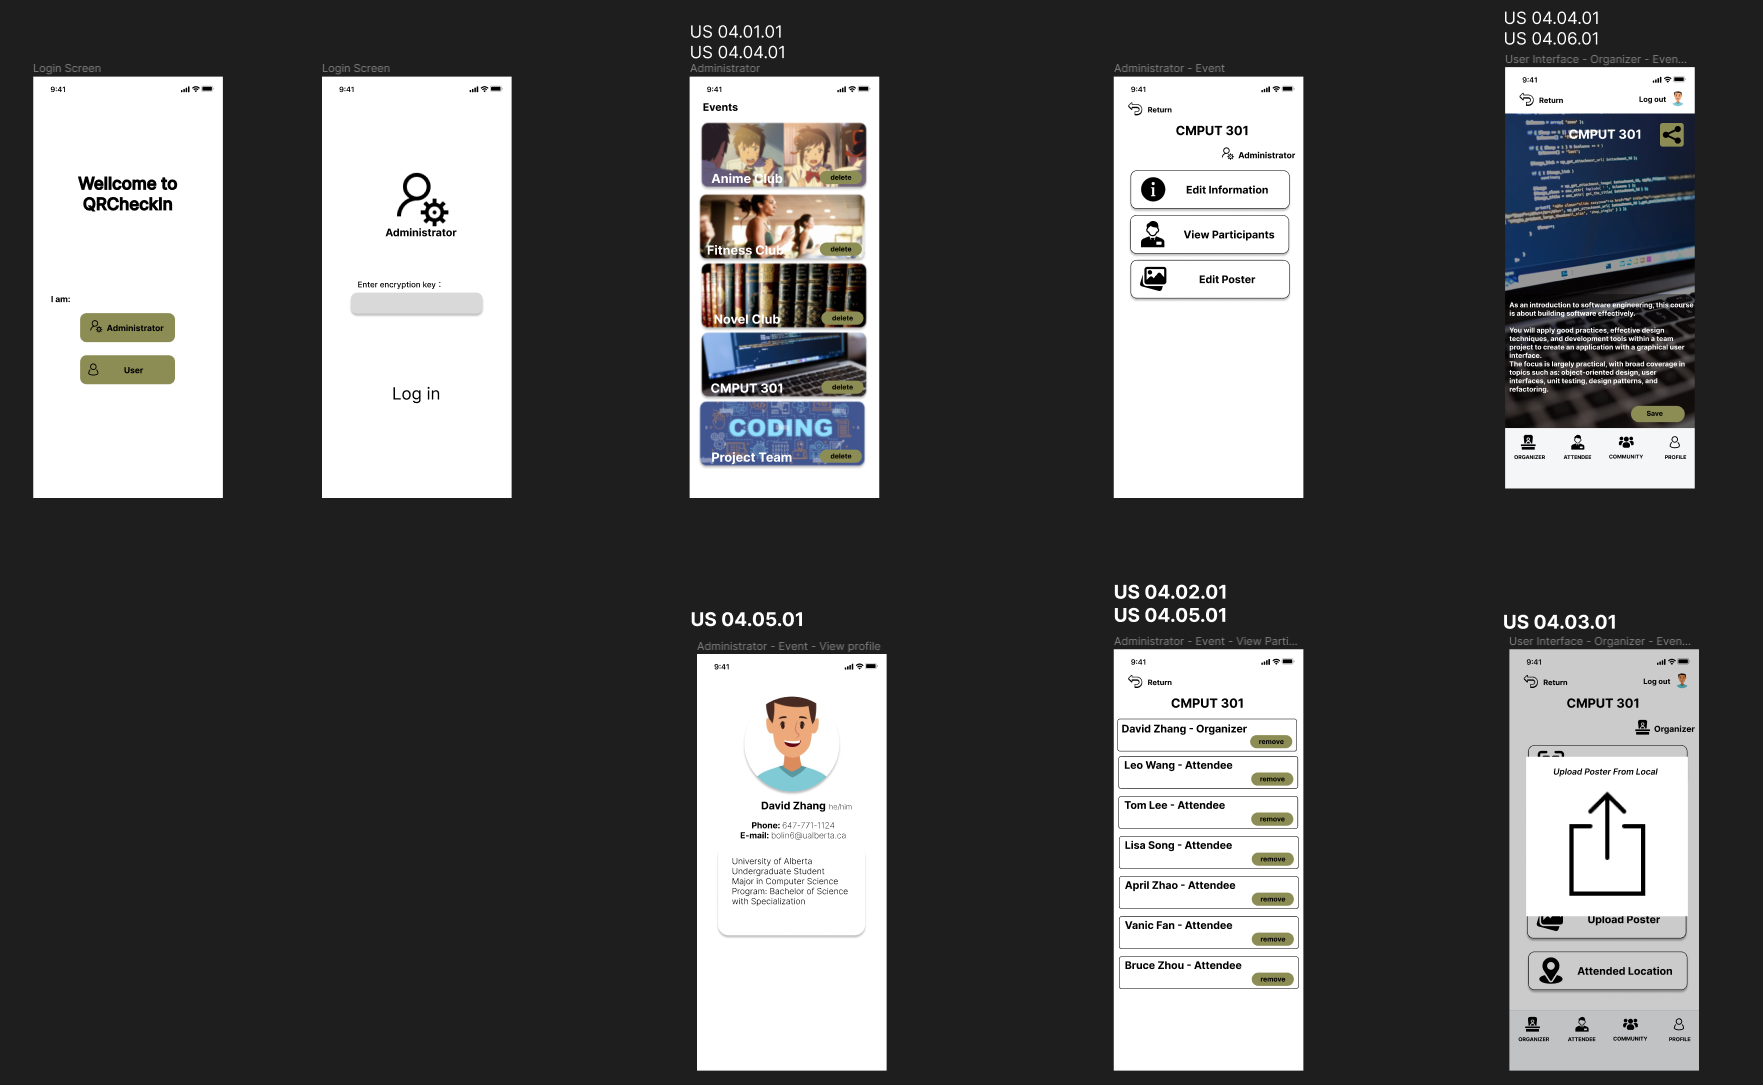 Login Screen
9:41
Wellcome to
QRCheckIn
I am:
Administrator
User
Login Screen
9:41
Administrator
Enter encryption key :
Log in
US 04.01.01
US 04.04.01
Administrator
9:41
Events
Anime Club
delete
Fitness Club
delete
Novel Club
delete
CMPUT 301
delete
CODING
Project Team
delete
Administrator - Event
9:41
Return
CMPUT 301
Administrator
Edit Information
View Participants
Edit Poster
US 04.04.01
US 04.06.01
User Interface - Organizer - Even...
9:41
Return
Log out
CMPUT 301
As an introduction to software engineering, this course
is about building software effectively.
You will apply good practices, effective design
techniques, and development tools within a team
project to create an application with a graphical user
interface.
The focus is largely practical, with broad coverage in
topics such as: object-oriented design, user
interfaces, unit testing, design patterns, and
refactoring.
Save
ORGANIZER
ATTENDEE
COMMUNITY
PROFILE
US 04.05.01
Administrator - Event - View profile
9:41
David Zhang he/him
Phone: 647-771-1124
E-mail: bolin6@ualberta.ca
University of Alberta
Undergraduate Student
Major in Computer Science
Program: Bachelor of Science
with Specialization
US 04.02.01
US 04.05.01
Administrator - Event - View Parti...
9:41
Return
CMPUT 301
David Zhang - Organizer
remove
Leo Wang - Attendee
remove
Tom Lee - Attendee
remove
Lisa Song - Attendee
remove
April Zhao - Attendee
remove
Vanic Fan - Attendee
remove
Bruce Zhou - Attendee
remove
US 04.03.01
User Interface - Organizer - Even...
9:41
Return
Log out
CMPUT 301
Organizer
Upload Poster From Local
Upload Poster
Attended Location
ORGANIZER
ATTENDEE
COMMUNITY
PROFILE